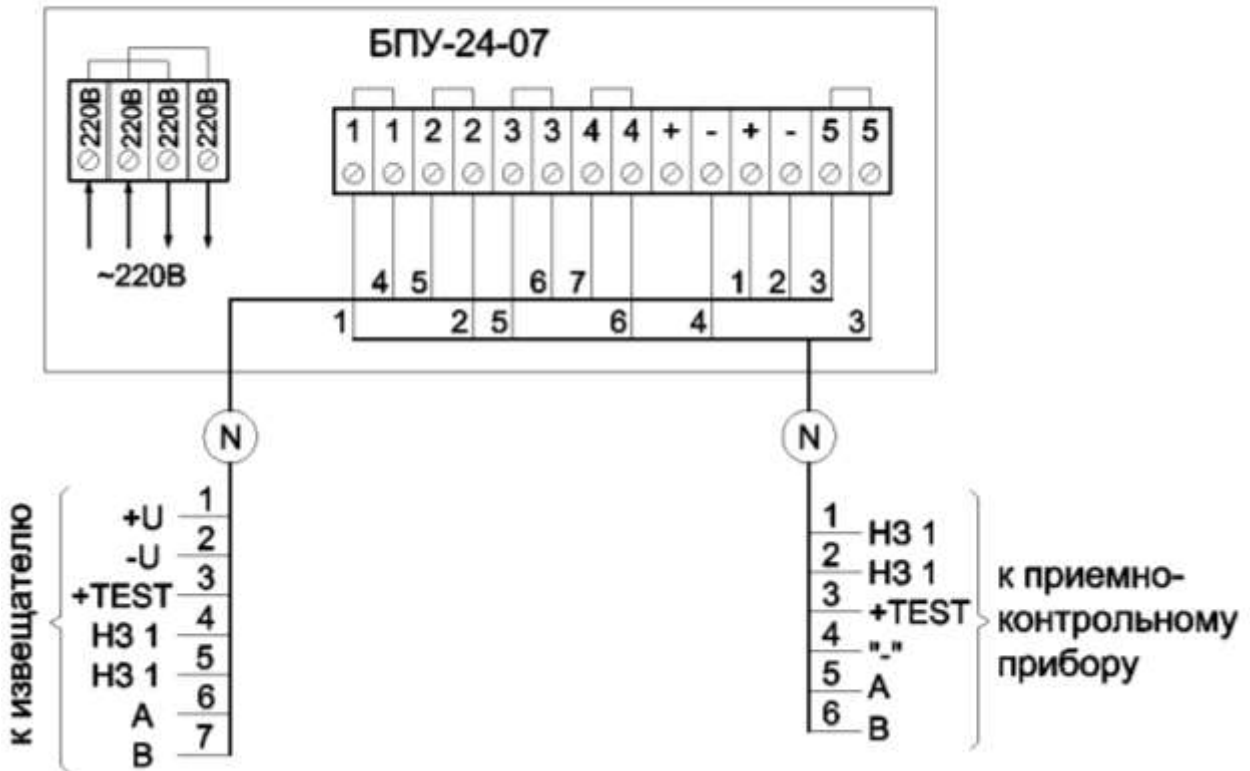 БПУ-24-07
220В 220В 220В 220В
1 1 2 2 3 3 4 4 + - + - 5 5
~220В
4 5 6 7 1 2 3
1 2 5 6 4 3
N N
к извещателю
+U 1
-U 2
+TEST 3
НЗ 1 4
НЗ 1 5
А 6
В 7
1 НЗ 1
2 НЗ 1
3 +TEST
4 "-"
5 А
6 В
к приемно-
контрольному
прибору